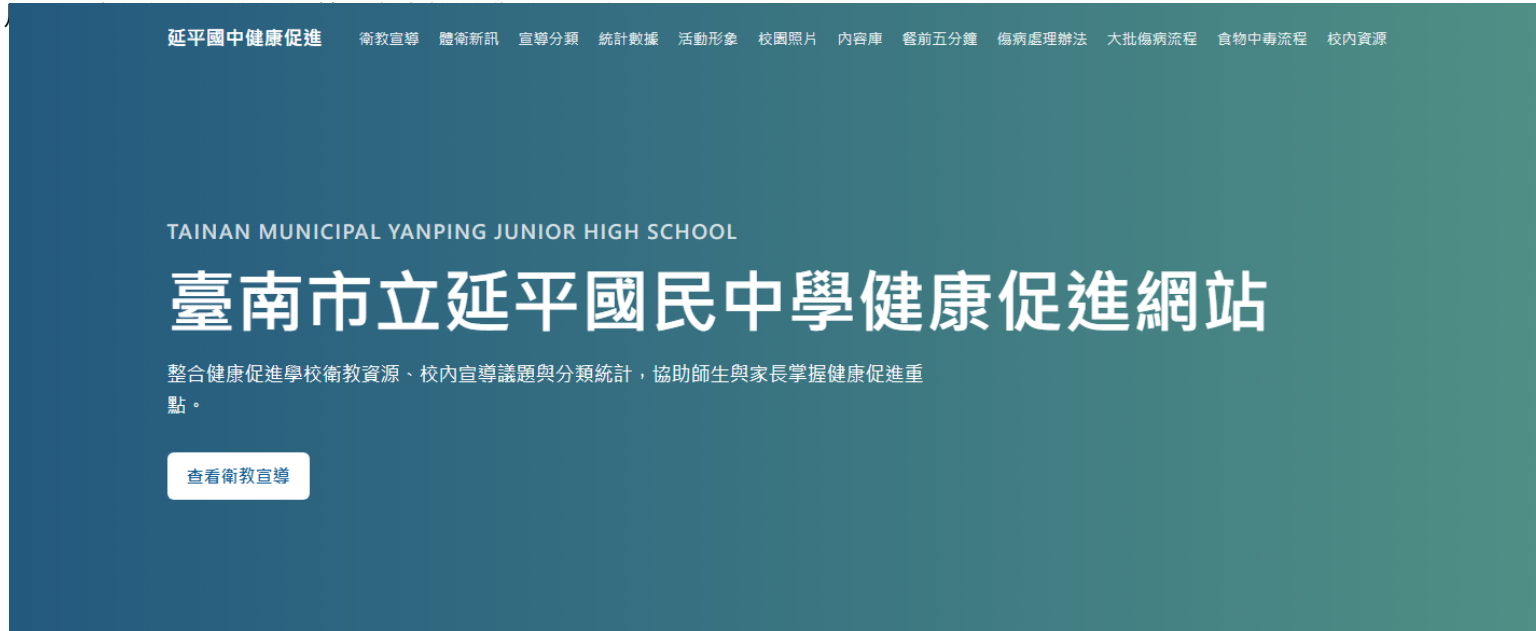 延平國中健康促進 衛教宣導 體衛新訊 宣導分類 統計數據 活動形象 校園照片 內容庫 餐前五分鐘 傷病處理辦法 大批傷病流程 食物中毒流程 校內資源
TAINAN MUNICIPAL YANPING JUNIOR HIGH SCHOOL
臺南市立延平國民中學健康促進網站
整合健康促進學校衛教資源、校內宣導議題與分類統計，協助師生與家長掌握健康促進重
點。
查看衛教宣導